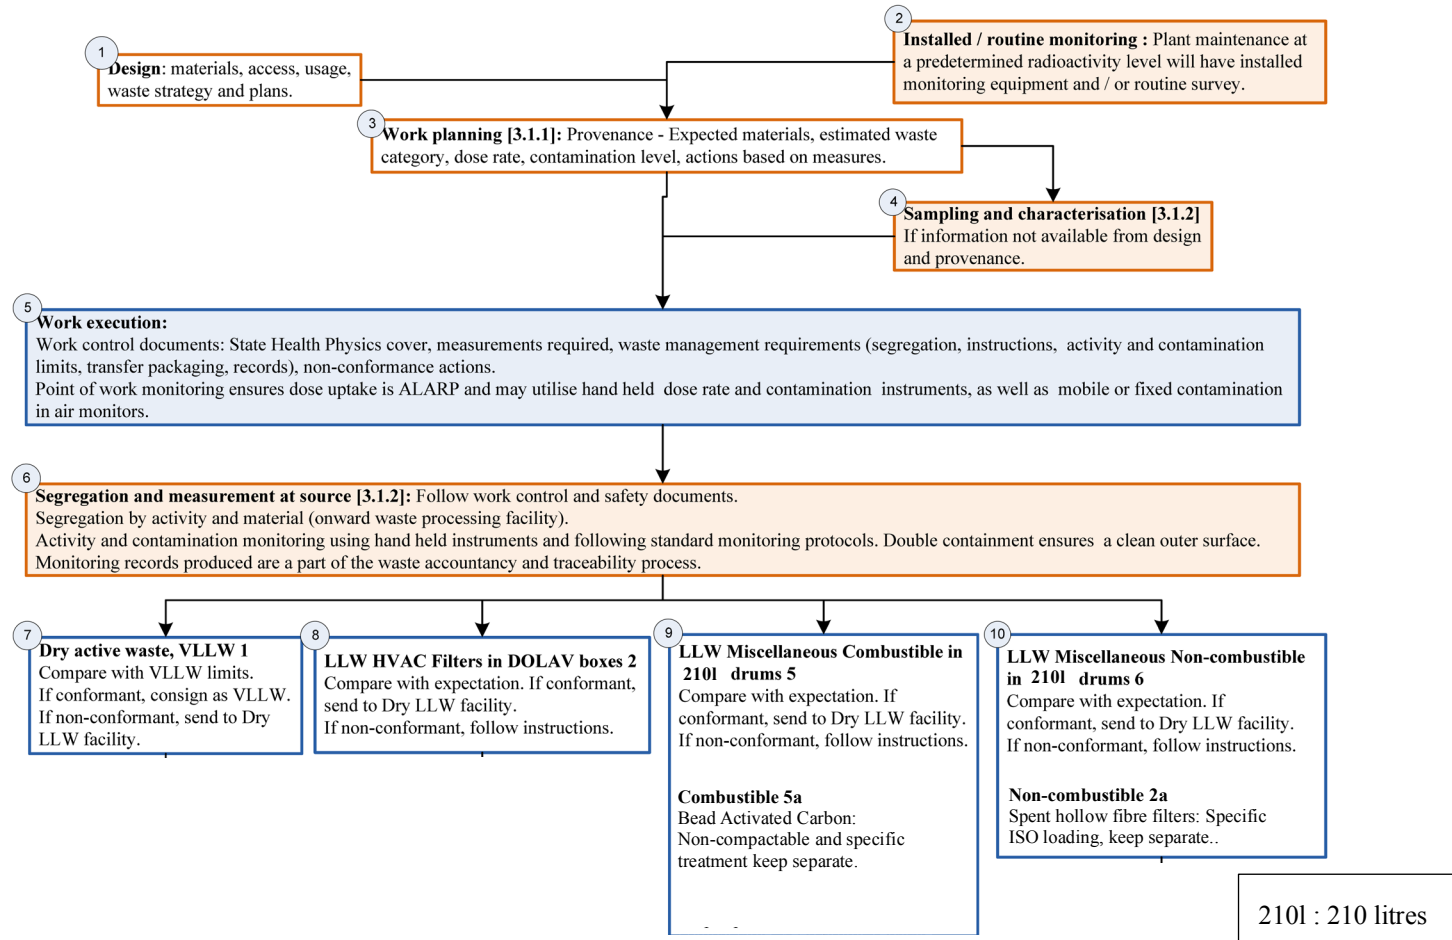 1
Design: materials, access, usage,
waste strategy and plans.
2
Installed / routine monitoring : Plant maintenance at
a predetermined radioactivity level will have installed
monitoring equipment and / or routine survey.
3
Work planning [3.1.1]: Provenance - Expected materials, estimated waste
category, dose rate, contamination level, actions based on measures.
4
Sampling and characterisation [3.1.2]
If information not available from design
and provenance.
5
Work execution:
Work control documents: State Health Physics cover, measurements required, waste management requirements (segregation, instructions, activity and contamination
limits, transfer packaging, records), non-conformance actions.
Point of work monitoring ensures dose uptake is ALARP and may utilise hand held dose rate and contamination instruments, as well as mobile or fixed contamination
in air monitors.
6
Segregation and measurement at source [3.1.2]: Follow work control and safety documents.
Segregation by activity and material (onward waste processing facility).
Activity and contamination monitoring using hand held instruments and following standard monitoring protocols. Double containment ensures a clean outer surface.
Monitoring records produced are a part of the waste accountancy and traceability process.
7
Dry active waste, VLLW 1
Compare with VLLW limits.
If conformant, consign as VLLW.
If non-conformant, send to Dry
LLW facility.
8
LLW HVAC Filters in DOLAV boxes 2
Compare with expectation. If conformant,
send to Dry LLW facility.
If non-conformant, follow instructions.
9
LLW Miscellaneous Combustible in
210l drums 5
Compare with expectation. If
conformant, send to Dry LLW facility.
If non-conformant, follow instructions.
Combustible 5a
Bead Activated Carbon:
Non-compactable and specific
treatment keep separate.
10
LLW Miscellaneous Non-combustible
in 210l drums 6
Compare with expectation. If
conformant, send to Dry LLW facility.
If non-conformant, follow instructions.
Non-combustible 2a
Spent hollow fibre filters: Specific
ISO loading, keep separate..
210l : 210 litres